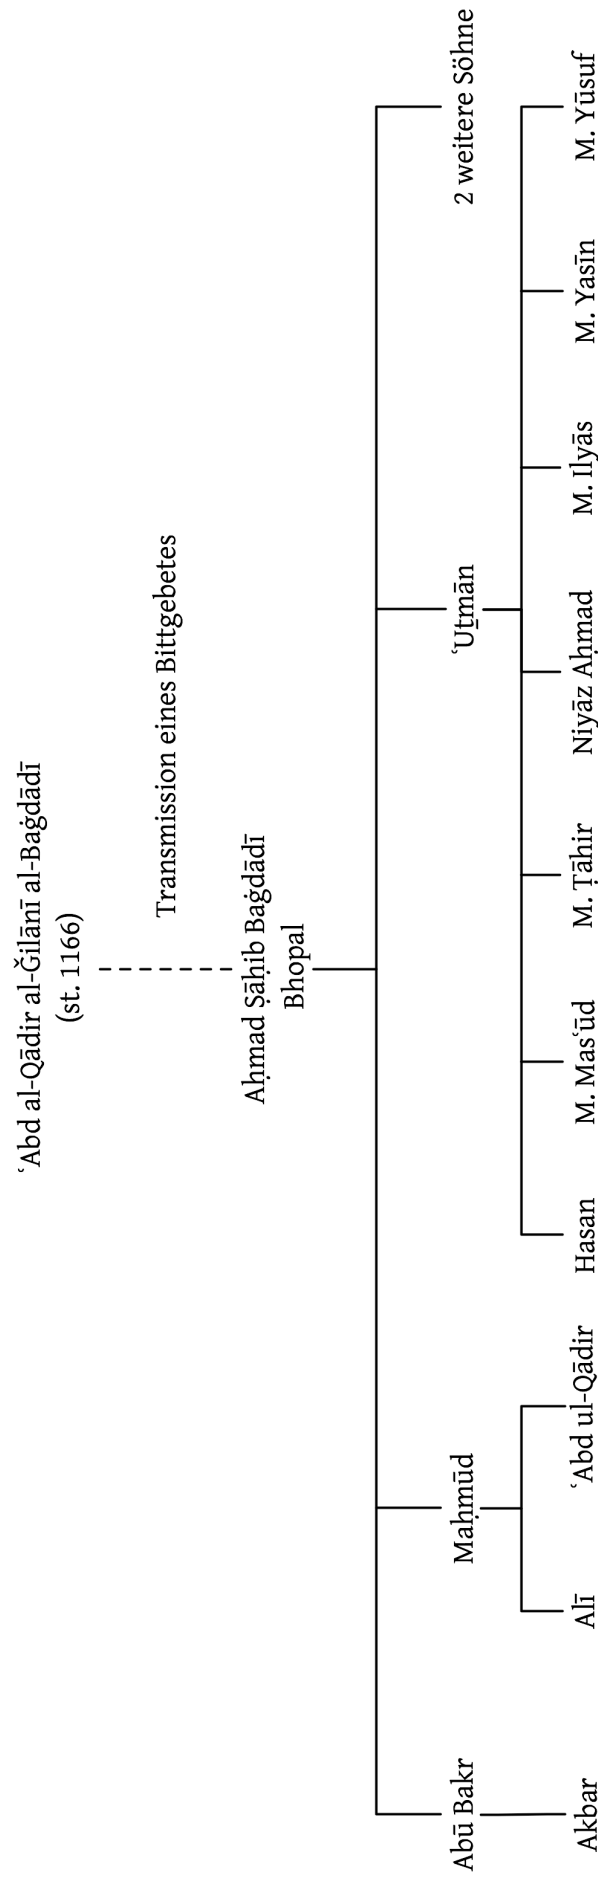 ʿAbd al-Qādir al-Ǧilānī al-Baġdādī
(st. 1166)
Transmission eines Bittgebetes
Aḥmad Ṣāḥib Baġdādī
Bhopal
Abū Bakr
Maḥmūd
ʿUṯmān
2 weitere Söhne
Akbar
Alī
ʿAbd ul-Qādir
Hasan
M. Masʿūd
M. Ṭāhir
Niyāz Aḥmad
M. Ilyās
M. Yasīn
M. Yūsuf